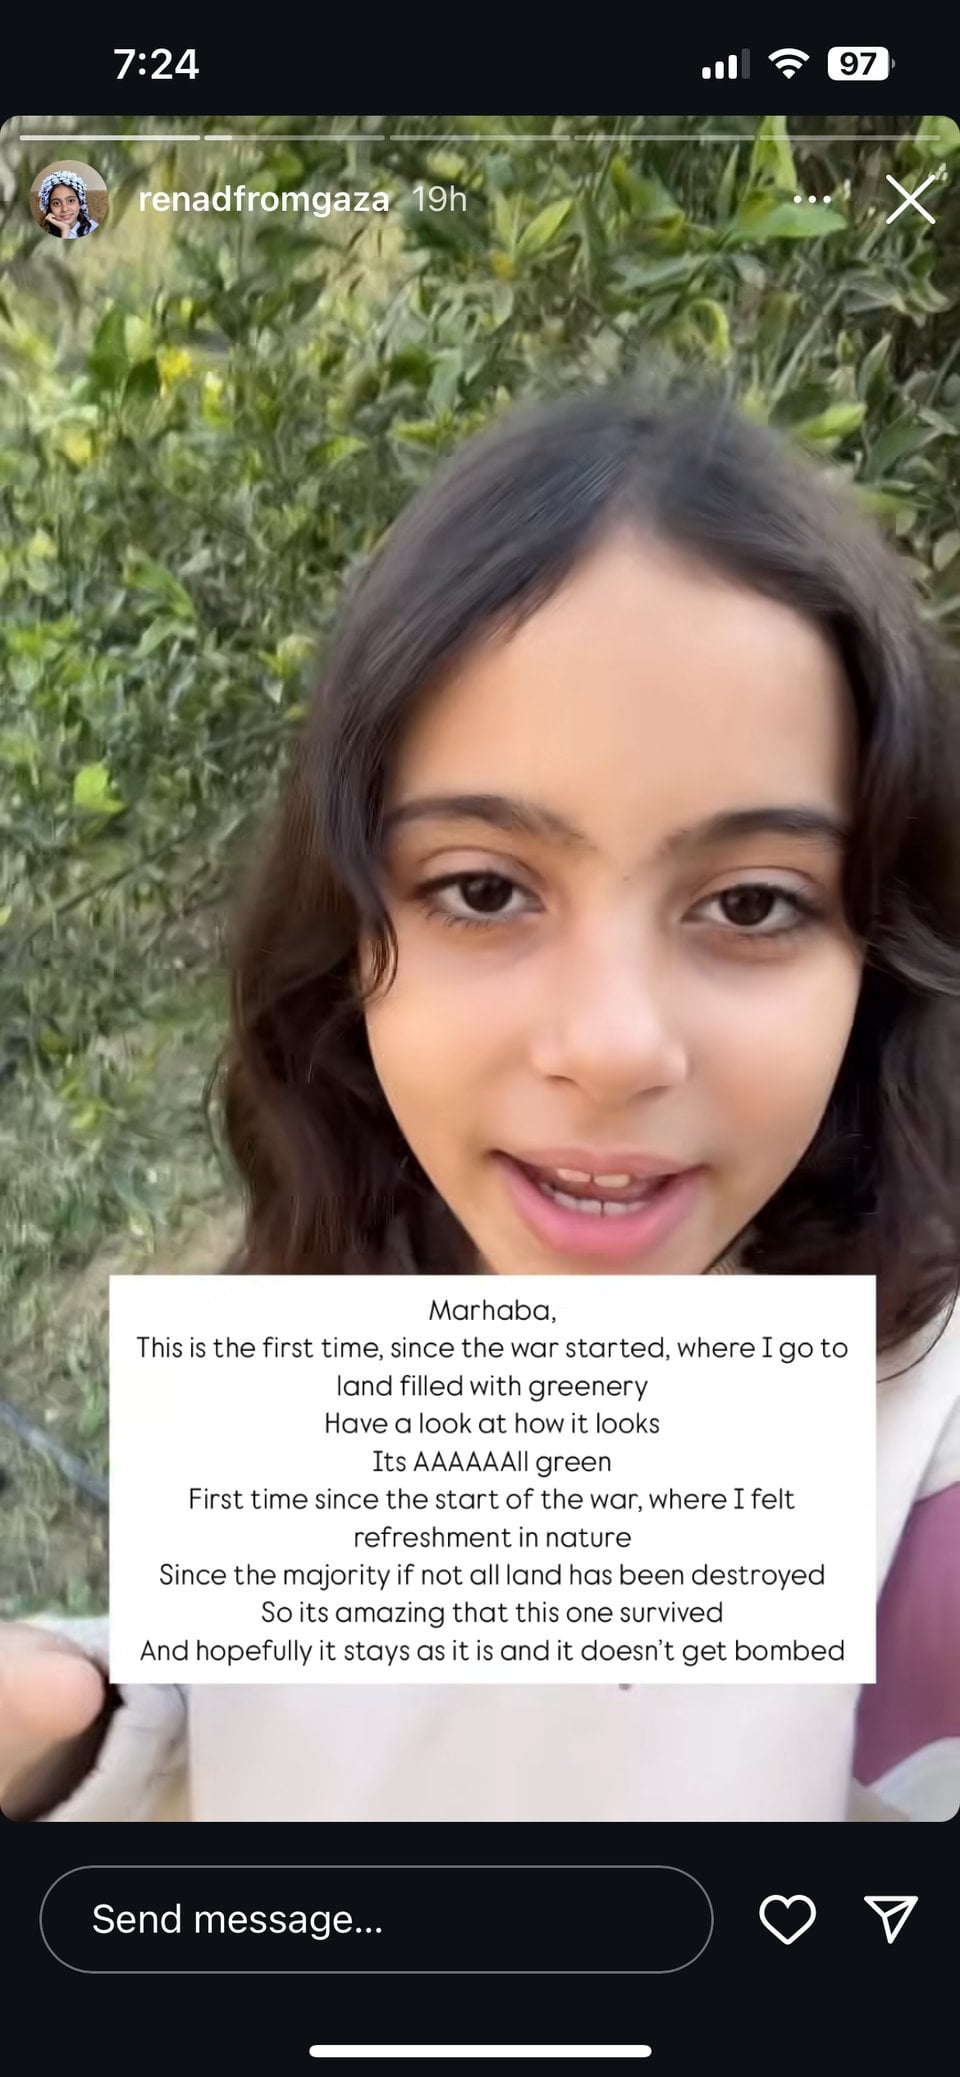 7:24
97
renadfromgaza 19h
Marhaba,
This is the first time, since the war started, where I go to
land filled with greenery
Have a look at how it looks
Its AAAAAAll green
First time since the start of the war, where I felt
refreshment in nature
Since the majority if not all land has been destroyed
So its amazing that this one survived
And hopefully it stays as it is and it doesn't get bombed
Send message...